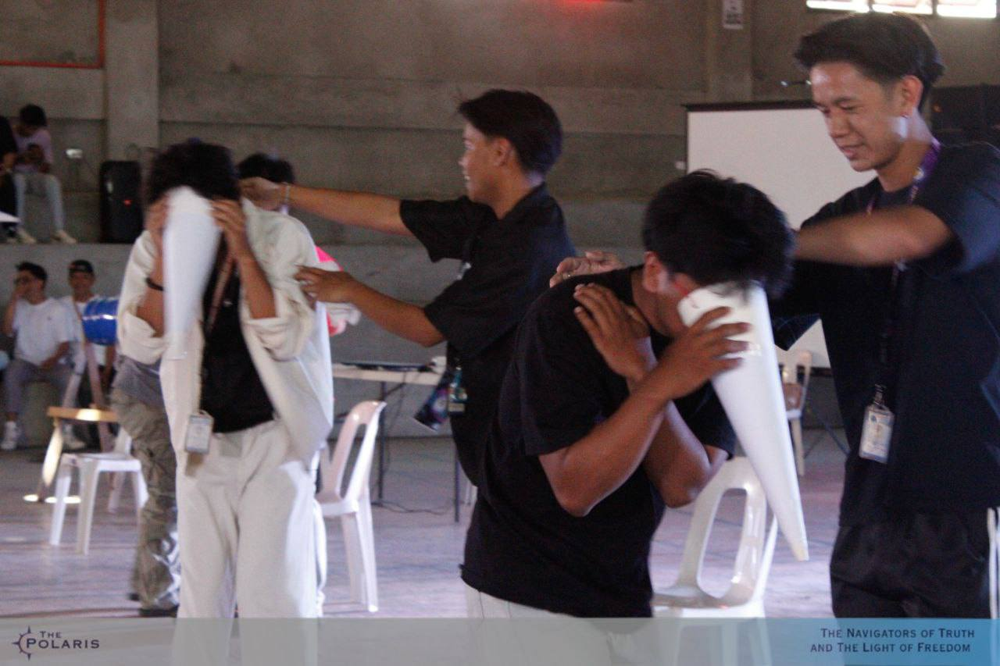 THE
POLARIS
THE NAVIGATORS OF TRUTH
AND THE LIGHT OF FREEDOM